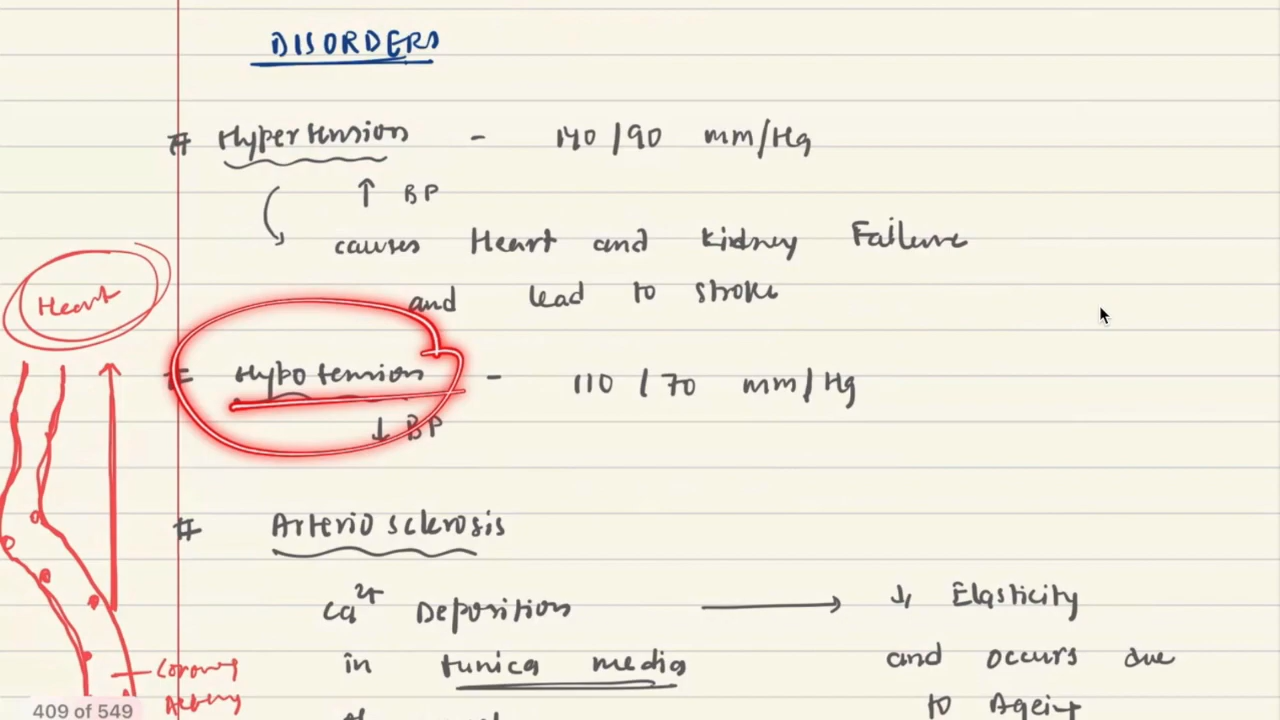 DISORDERS
# Hypertension - 140/90 mm/Hg
↑ BP
causes Heart and Kidney Failure
and lead to stroke
Heart
Hypotension - 110/70 mm/Hg
↓ BP
# Arterio sclerosis
Ca²⁺ Deposition → ↓ Elasticity
in tunica media and occurs due
to Ageing
Coronary
Artery
409 of 549